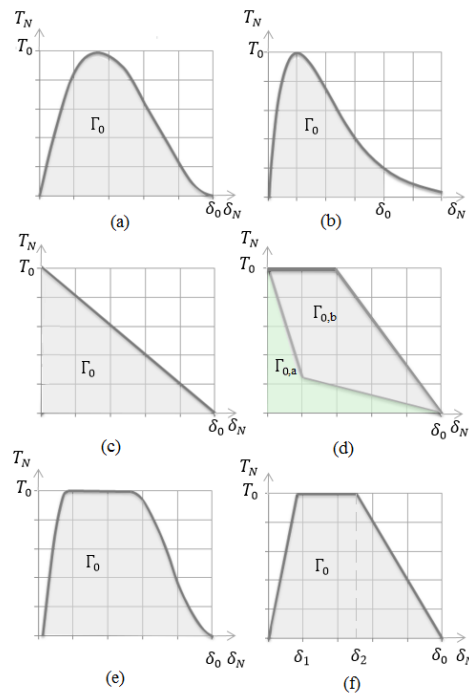 T_N
T_0
Γ_0
δ_0 δ_N
(a)
T_N
T_0
Γ_0
δ_0
δ_N
(b)
T_N
T_0
Γ_0
δ_0 δ_N
(c)
T_N
T_0
Γ_0,b
Γ_0,a
δ_0 δ_N
(d)
T_N
T_0
Γ_0
δ_0 δ_N
(e)
T_N
T_0
Γ_0
δ_1
δ_2
δ_0 δ_N
(f)